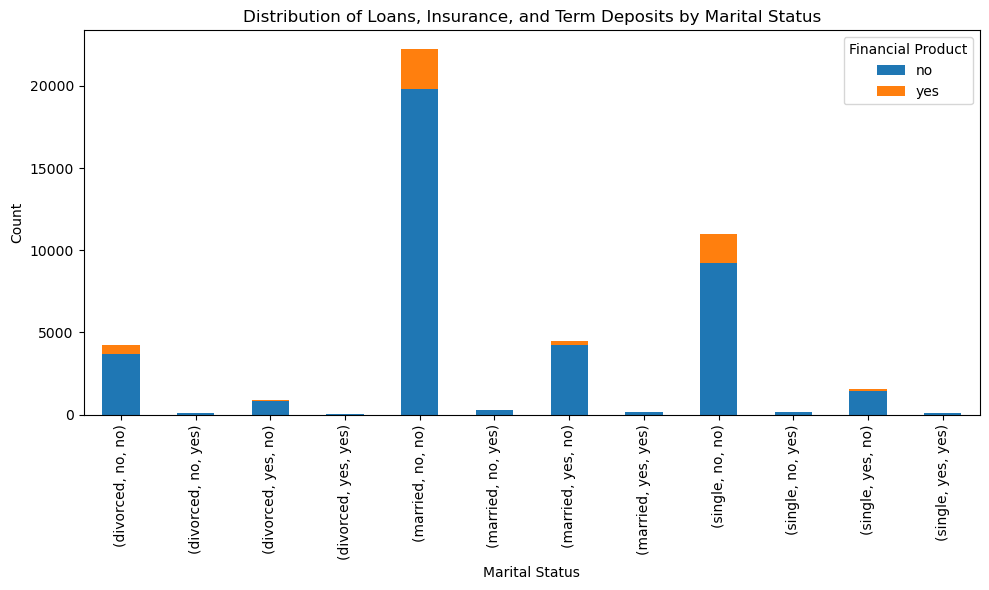 Distribution of Loans, Insurance, and Term Deposits by Marital Status
Financial Product
no
yes
Count
20000
15000
10000
5000
0
(divorced, no, no)
(divorced, no, yes)
(divorced, yes, no)
(divorced, yes, yes)
(married, no, no)
(married, no, yes)
(married, yes, no)
(married, yes, yes)
(single, no, no)
(single, no, yes)
(single, yes, no)
(single, yes, yes)
Marital Status